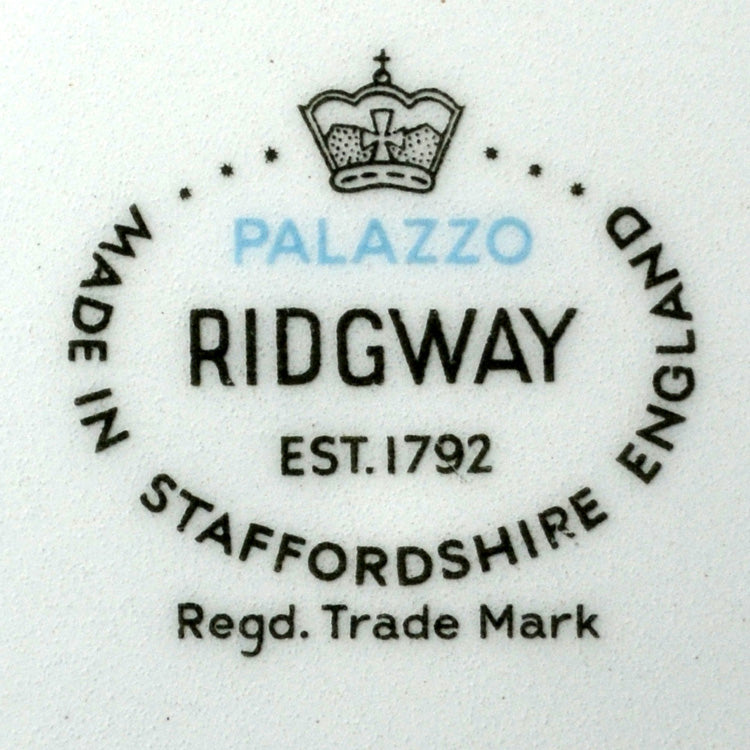 PALAZZO
RIDGWAY
EST. 1792
MADE IN STAFFORDSHIRE ENGLAND
Regd. Trade Mark